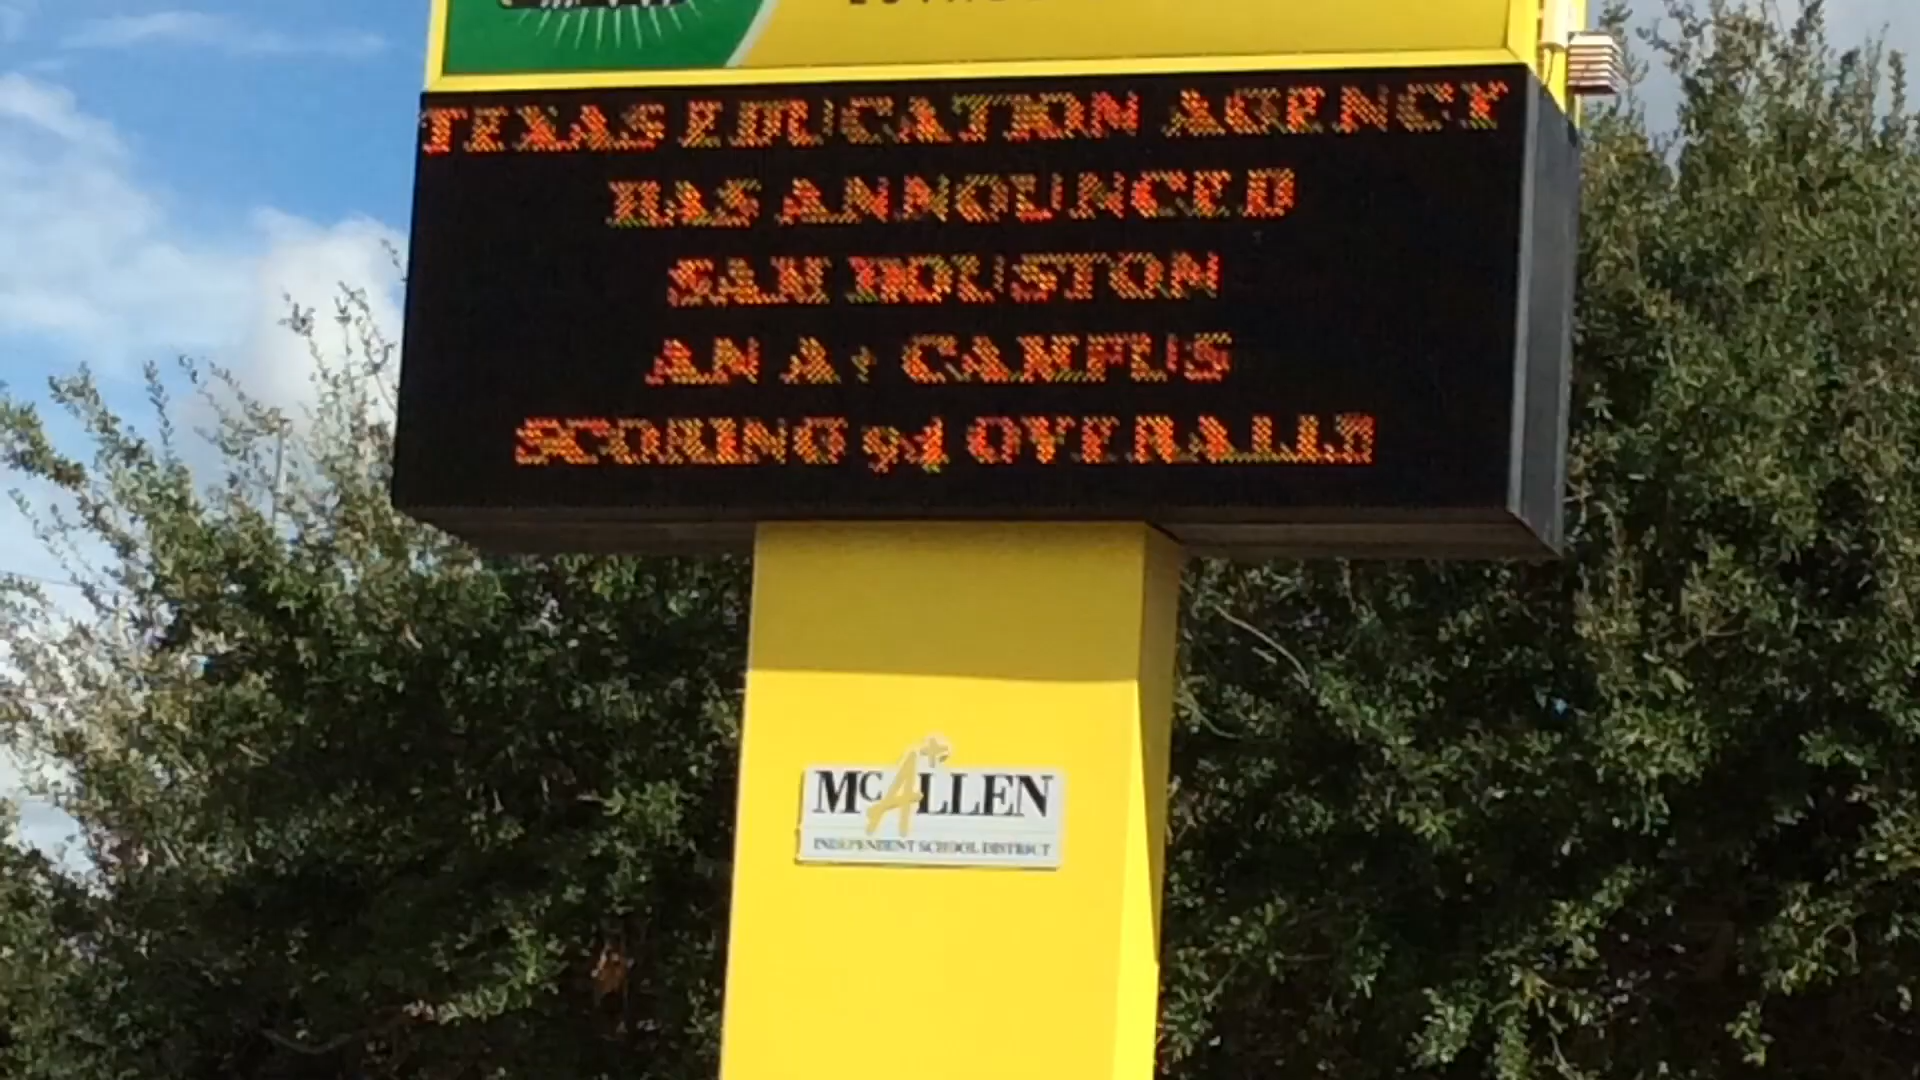 TEXAS EDUCATION AGENCY
HAS ANNOUNCED
SAM HOUSTON
AN A+ CAMPUS
SCORING 94 OVERALL!!
MCALLEN
INDEPENDENT SCHOOL DISTRICT